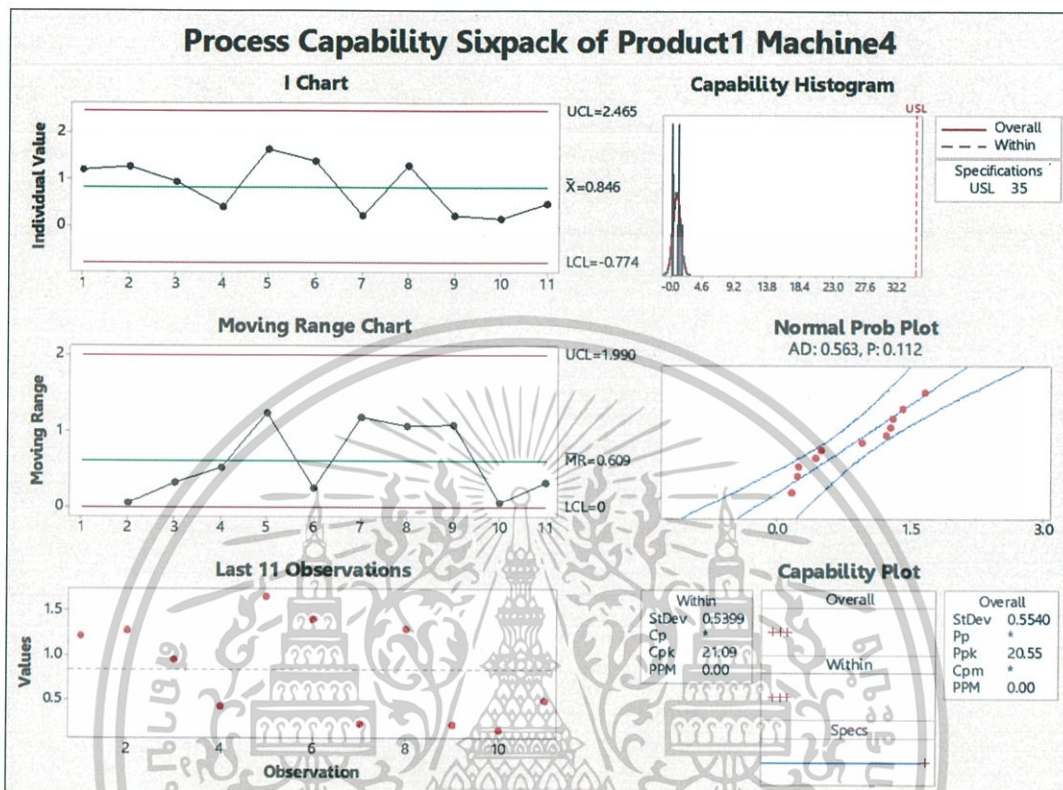 Process Capability Sixpack of Product1 Machine4
I Chart
Individual Value
2
1
0
UCL=2.465
X̄=0.846
LCL=-0.774
1 2 3 4 5 6 7 8 9 10 11
Capability Histogram
USL
Overall
Within
Specifications
USL 35
-0.0 4.6 9.2 13.8 18.4 23.0 27.6 32.2
Moving Range Chart
Moving Range
2
1
0
UCL=1.990
M̄R̄=0.609
LCL=0
1 2 3 4 5 6 7 8 9 10 11
Normal Prob Plot
AD: 0.563, P: 0.112
0.0 1.5 3.0
Last 11 Observations
Values
1.5
1.0
0.5
2 4 6 8 10
Observation
Capability Plot
Within
StDev 0.5399
Cp *
Cpk 21.09
PPM 0.00
Overall
Within
Specs
Overall
StDev 0.5540
Pp *
Ppk 20.55
Cpm *
PPM 0.00